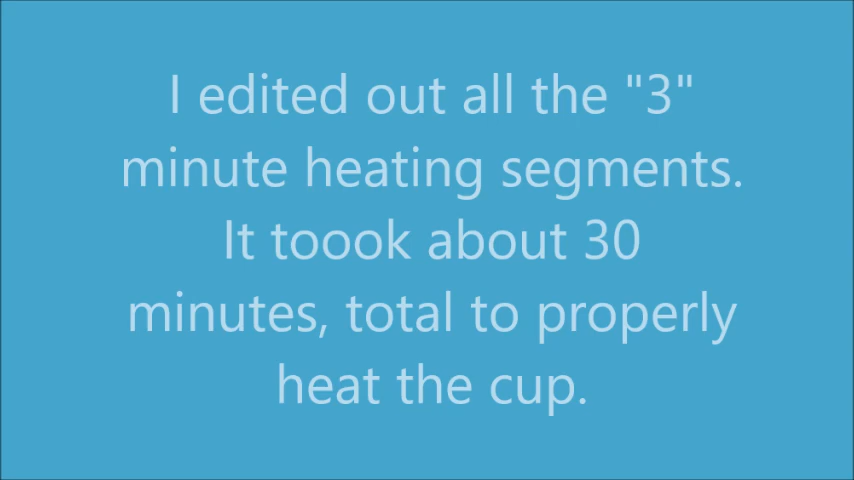 I edited out all the "3"
minute heating segments.
It toook about 30
minutes, total to properly
heat the cup.